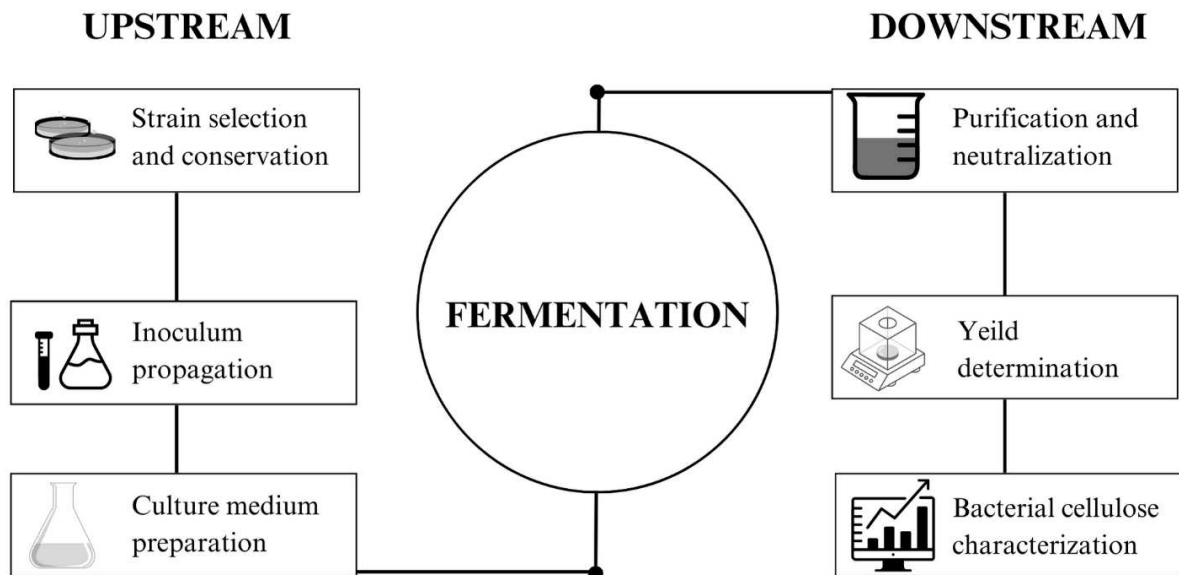 UPSTREAM
Strain selection
and conservation
Inoculum
propagation
Culture medium
preparation
FERMENTATION
DOWNSTREAM
Purification and
neutralization
Yeild
determination
Bacterial cellulose
characterization